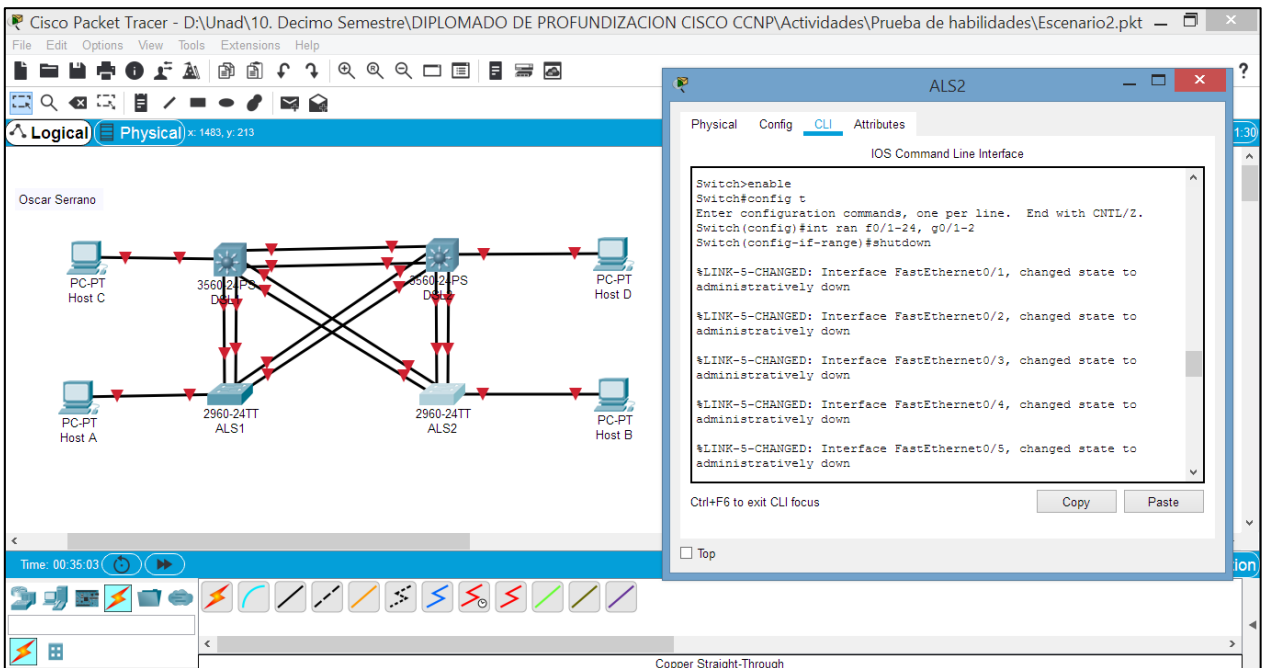 Cisco Packet Tracer - D:\Unad\10. Decimo Semestre\DIPLOMADO DE PROFUNDIZACION CISCO CCNP\Actividades\Prueba de habilidades\Escenario2.pkt
File Edit Options View Tools Extensions Help
?
Logical Physical x: 1483, y: 213
1:30
Oscar Serrano
PC-PT
Host C
3560-24PS
3560-24PS
PC-PT
Host D
PC-PT
Host A
2960-24TT
ALS1
2960-24TT
ALS2
PC-PT
Host B
ALS2
Physical Config CLI Attributes
IOS Command Line Interface
Switch>enable
Switch#config t
Enter configuration commands, one per line. End with CNTL/Z.
Switch(config)#int ran f0/1-24, g0/1-2
Switch(config-if-range)#shutdown
%LINK-5-CHANGED: Interface FastEthernet0/1, changed state to
administratively down
%LINK-5-CHANGED: Interface FastEthernet0/2, changed state to
administratively down
%LINK-5-CHANGED: Interface FastEthernet0/3, changed state to
administratively down
%LINK-5-CHANGED: Interface FastEthernet0/4, changed state to
administratively down
%LINK-5-CHANGED: Interface FastEthernet0/5, changed state to
administratively down
Ctrl+F6 to exit CLI focus
Copy Paste
Top
Time: 00:35:03
ion
Copper Straight-Through